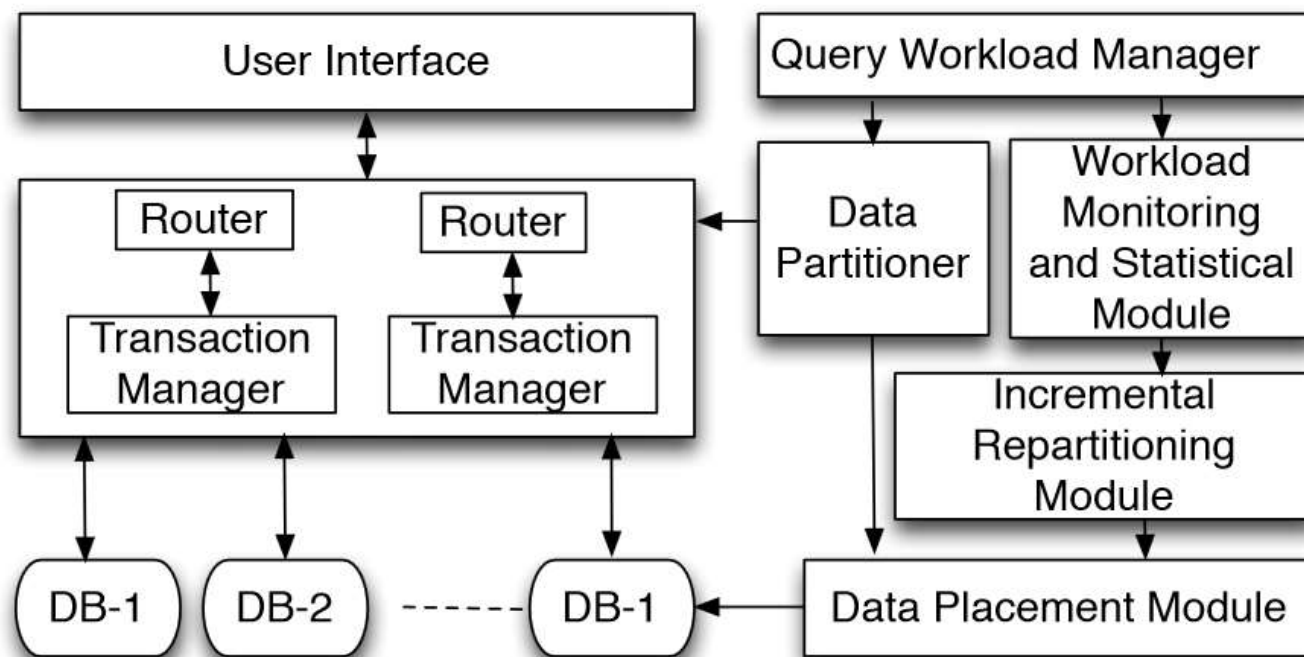 User Interface
Query Workload Manager
Router
Router
Transaction
Manager
Transaction
Manager
Data
Partitioner
Workload
Monitoring
and Statistical
Module
Incremental
Repartitioning
Module
DB-1
DB-2
DB-1
Data Placement Module